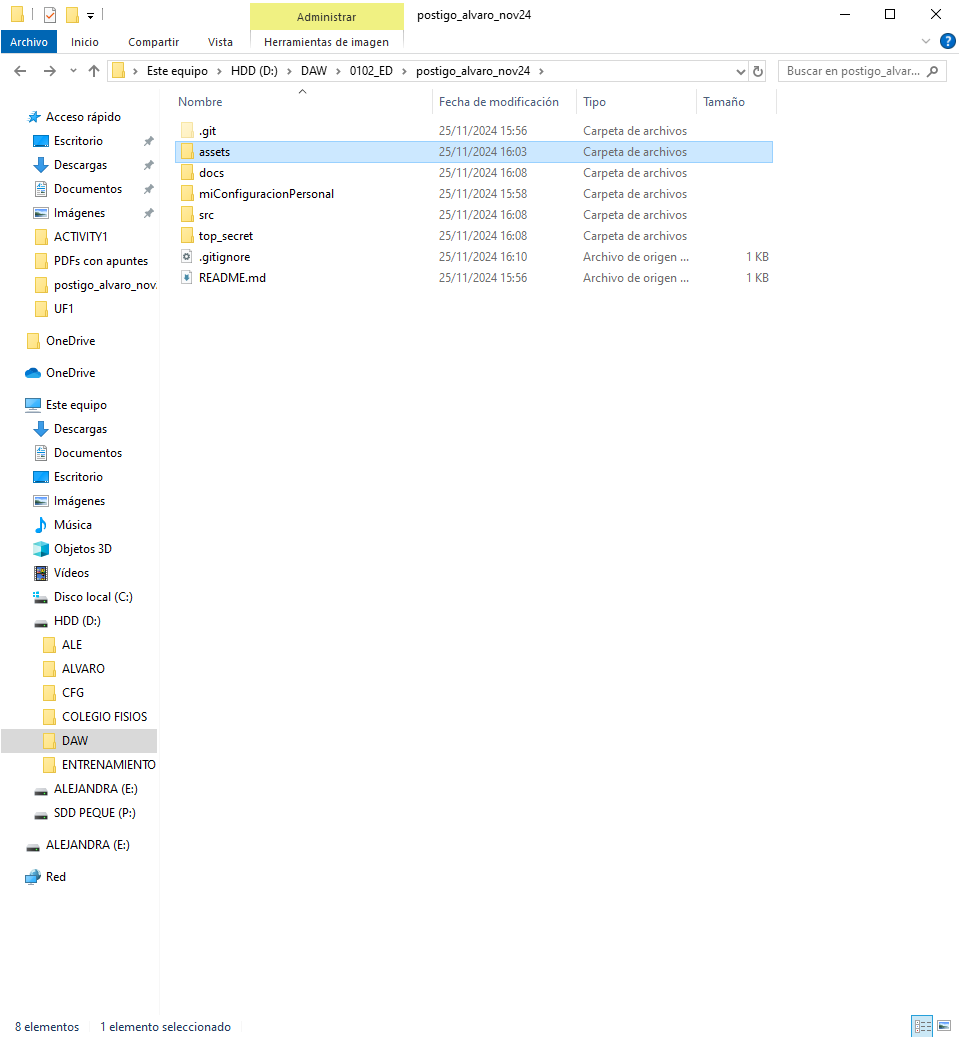 Administrar
postigo_alvaro_nov24
Archivo Inicio Compartir Vista Herramientas de imagen
?
Este equipo HDD (D:) DAW 0102_ED postigo_alvaro_nov24
Buscar en postigo_alvar...
Nombre Fecha de modificación Tipo Tamaño
.git 25/11/2024 15:56 Carpeta de archivos
assets 25/11/2024 16:03 Carpeta de archivos
docs 25/11/2024 16:08 Carpeta de archivos
miConfiguracionPersonal 25/11/2024 15:58 Carpeta de archivos
src 25/11/2024 16:08 Carpeta de archivos
top_secret 25/11/2024 16:08 Carpeta de archivos
.gitignore 25/11/2024 16:10 Archivo de origen ... 1 KB
README.md 25/11/2024 15:56 Archivo de origen ... 1 KB
Acceso rápido
Escritorio
Descargas
Documentos
Imágenes
ACTIVITY1
PDFs con apuntes
postigo_alvaro_nov
UF1
OneDrive
OneDrive
Este equipo
Descargas
Documentos
Escritorio
Imágenes
Música
Objetos 3D
Vídeos
Disco local (C:)
HDD (D:)
ALE
ALVARO
CFG
COLEGIO FISIOS
DAW
ENTRENAMIENTO
ALEJANDRA (E:)
SDD PEQUE (P:)
ALEJANDRA (E:)
Red
8 elementos 1 elemento seleccionado